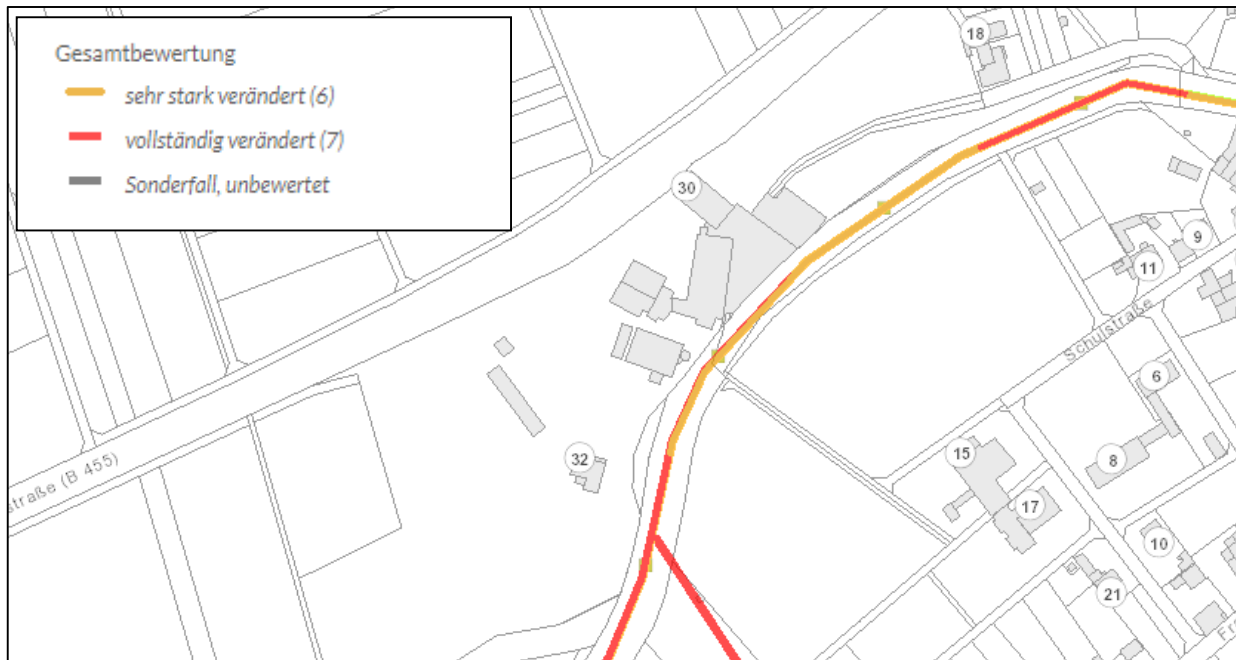 Gesamtbewertung
sehr stark verändert (6)
vollständig verändert (7)
Sonderfall, unbewertet
18
30
9
11
Schulstraße
6
straße (B 455)
32
15
8
17
10
21
Fr